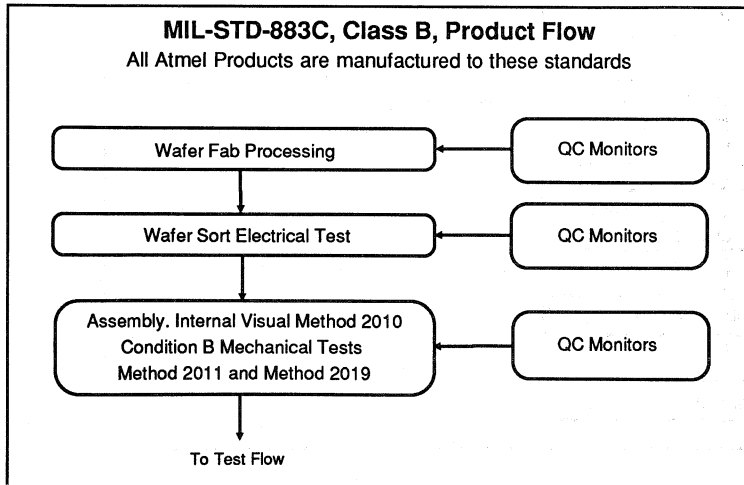 MIL-STD-883C, Class B, Product Flow
All Atmel Products are manufactured to these standards
Wafer Fab Processing
QC Monitors
Wafer Sort Electrical Test
QC Monitors
Assembly. Internal Visual Method 2010
Condition B Mechanical Tests
Method 2011 and Method 2019
QC Monitors
To Test Flow